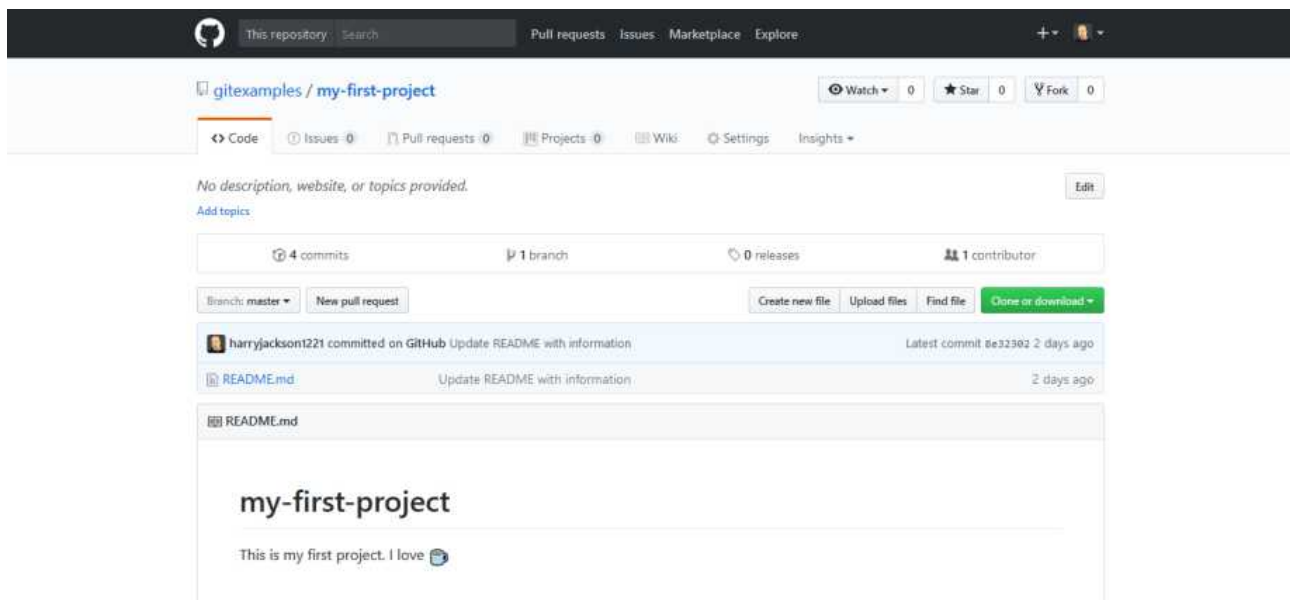 This repository Search Pull requests Issues Marketplace Explore
gitexamples / my-first-project Watch 0 Star 0 Fork 0
Code Issues 0 Pull requests 0 Projects 0 Wiki Settings Insights
No description, website, or topics provided. Edit
Add topics
4 commits 1 branch 0 releases 1 contributor
Branch: master New pull request Create new file Upload files Find file Clone or download
harryjackson1221 committed on GitHub Update README with information Latest commit 8e32302 2 days ago
README.md Update README with information 2 days ago
README.md
my-first-project
This is my first project. I love